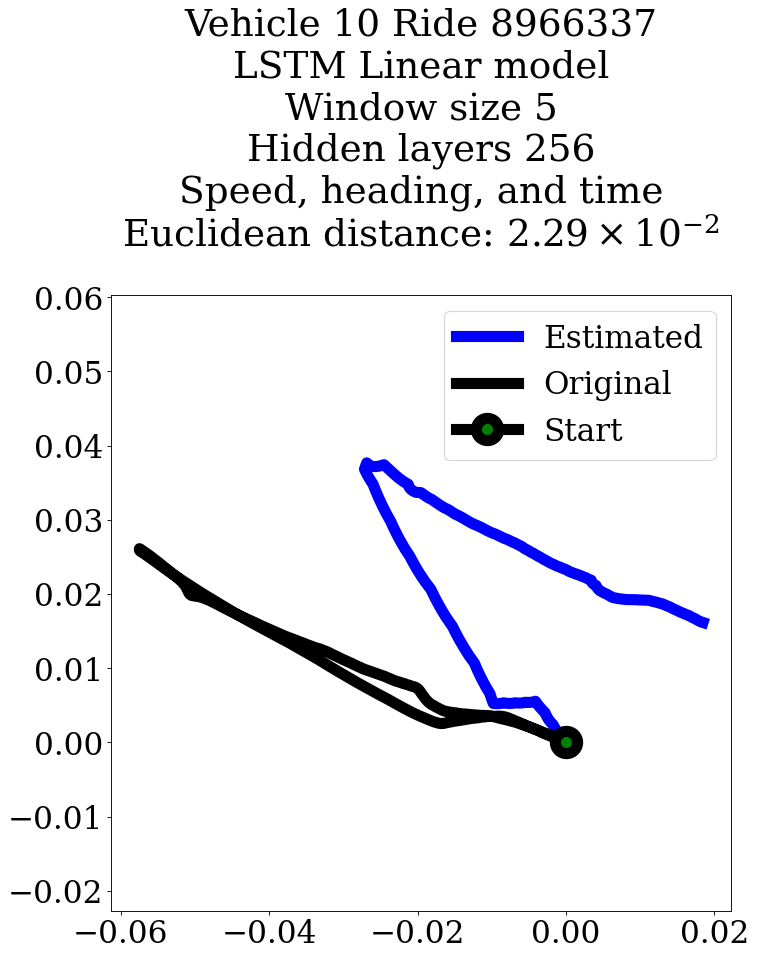 Vehicle 10 Ride 8966337
LSTM Linear model
Window size 5
Hidden layers 256
Speed, heading, and time
Euclidean distance: 2.29 × 10⁻²
Estimated
Original
Start
0.06
0.05
0.04
0.03
0.02
0.01
0.00
−0.01
−0.02
−0.06 −0.04 −0.02 0.00 0.02